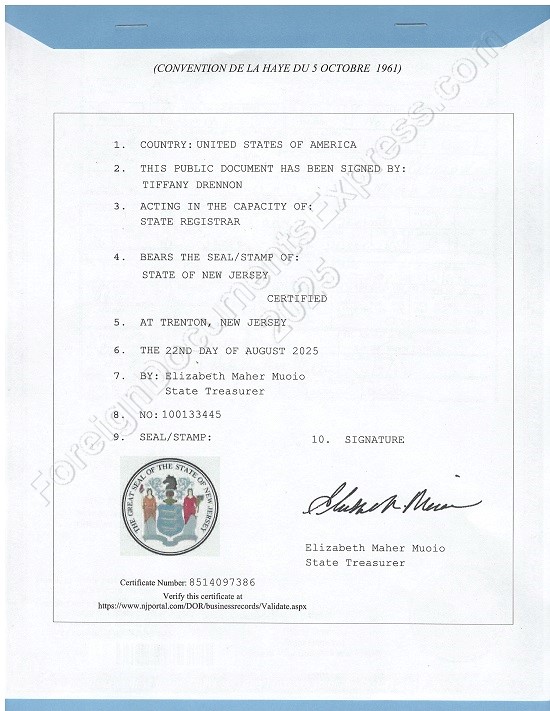 (CONVENTION DE LA HAYE DU 5 OCTOBRE 1961)
1. COUNTRY: UNITED STATES OF AMERICA
2. THIS PUBLIC DOCUMENT HAS BEEN SIGNED BY:
TIFFANY DRENNON
3. ACTING IN THE CAPACITY OF:
STATE REGISTRAR
4. BEARS THE SEAL/STAMP OF:
STATE OF NEW JERSEY
CERTIFIED
5. AT TRENTON, NEW JERSEY
6. THE 22ND DAY OF AUGUST 2025
7. BY: Elizabeth Maher Muoio
State Treasurer
8. NO: 100133445
9. SEAL/STAMP:
10. SIGNATURE
THE GREAT SEAL OF THE STATE OF NEW JERSEY
Elizabeth Maher Muoio
State Treasurer
Certificate Number: 8514097386
Verify this certificate at
https://www.njportal.com/DOR/businessrecords/Validate.aspx
ForeignDocumentsExpress.com
2025